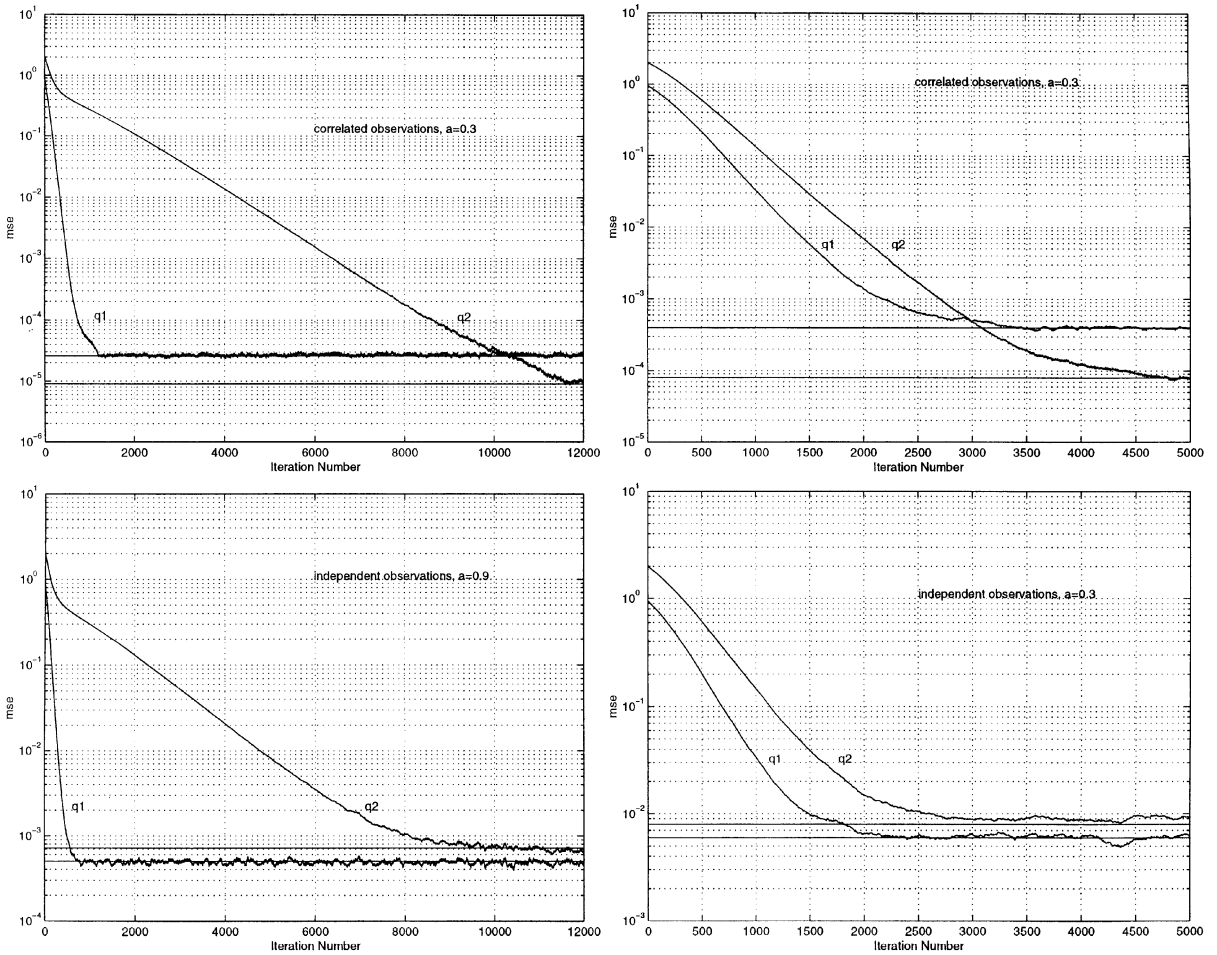 10^1
10^0
10^-1
10^-2
10^-3
10^-4
10^-5
10^-6
mse
correlated observations, a=0.3
q1
q2
0 2000 4000 6000 8000 10000 12000
Iteration Number
10^1
10^0
10^-1
10^-2
10^-3
10^-4
10^-5
mse
correlated observations, a=0.3
q1
q2
0 500 1000 1500 2000 2500 3000 3500 4000 4500 5000
Iteration Number
10^1
10^0
10^-1
10^-2
10^-3
10^-4
mse
independent observations, a=0.9
q1
q2
0 2000 4000 6000 8000 10000 12000
Iteration Number
10^1
10^0
10^-1
10^-2
10^-3
mse
independent observations, a=0.3
q1
q2
0 500 1000 1500 2000 2500 3000 3500 4000 4500 5000
Iteration Number